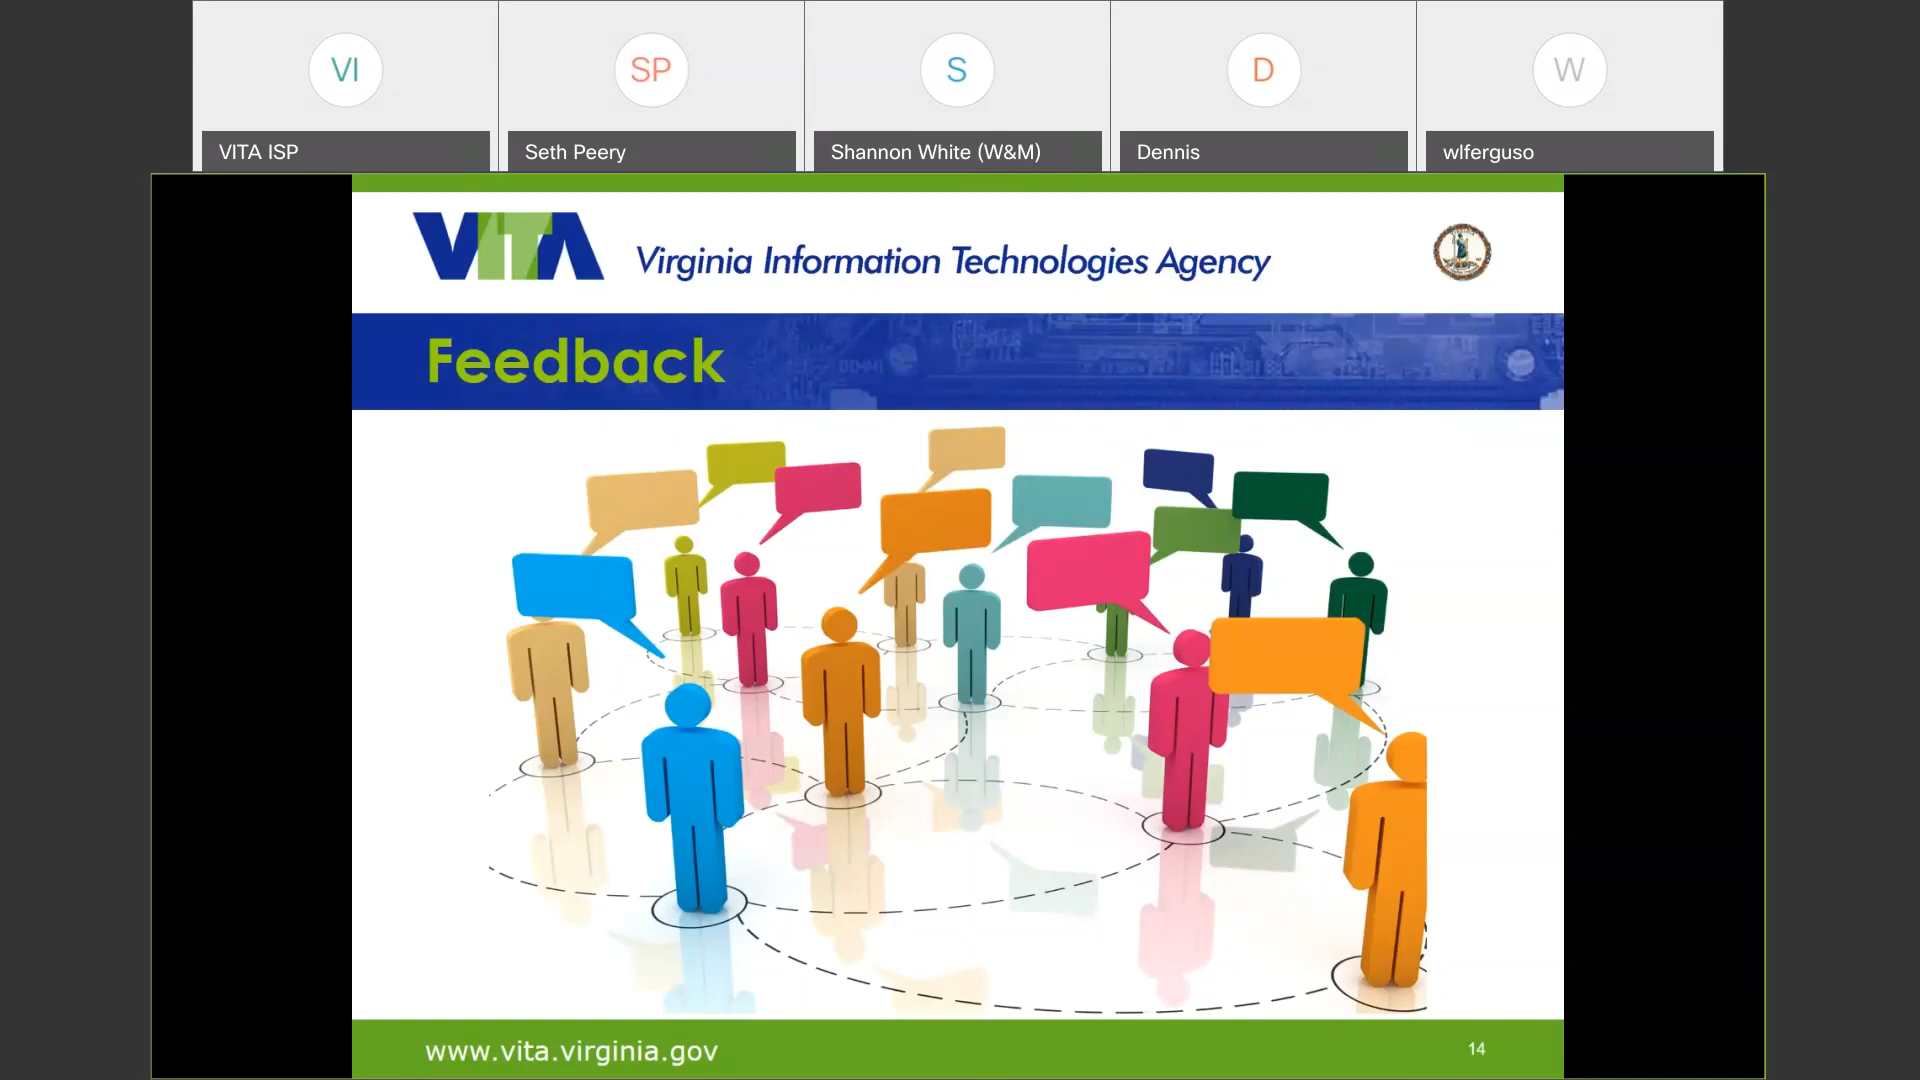 VI
SP
S
D
W
VITA ISP
Seth Peery
Shannon White (W&M)
Dennis
wlferguso
VITA
Virginia Information Technologies Agency
Feedback
www.vita.virginia.gov
14